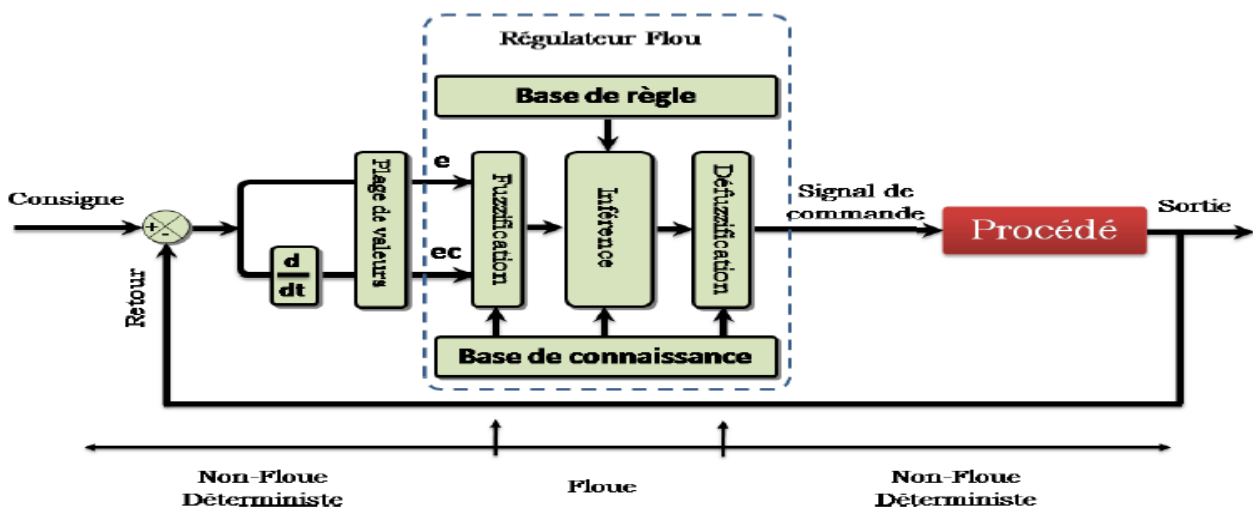 Régulateur Flou
Base de règle
Consigne
+
-
Retour
d
dt
Plage de valeurs
e
ec
Fuzzification
Inférence
Défuzzification
Base de connaissance
Signal de
commande
Procédé
Sortie
Non-Floue
Déterministe
Floue
Non-Floue
Déterministe